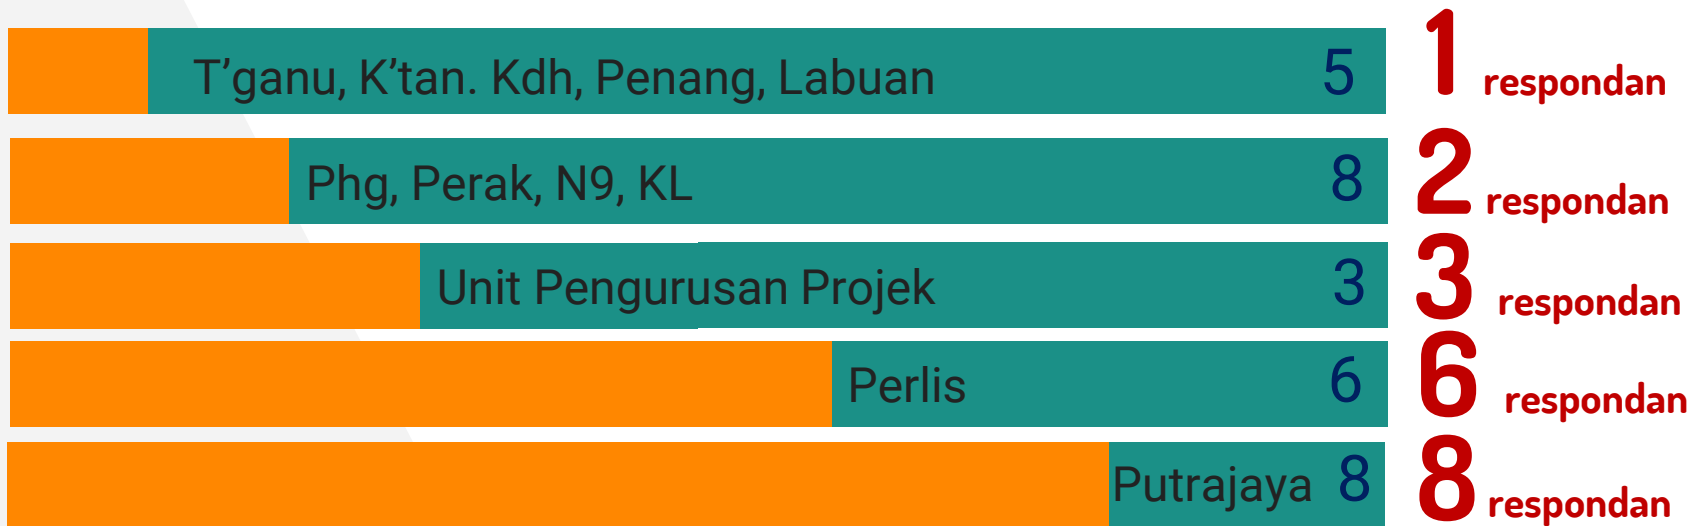 T'ganu, K'tan. Kdh, Penang, Labuan 5 1 respondan
Phg, Perak, N9, KL 8 2 respondan
Unit Pengurusan Projek 3 3 respondan
Perlis 6 6 respondan
Putrajaya 8 8 respondan